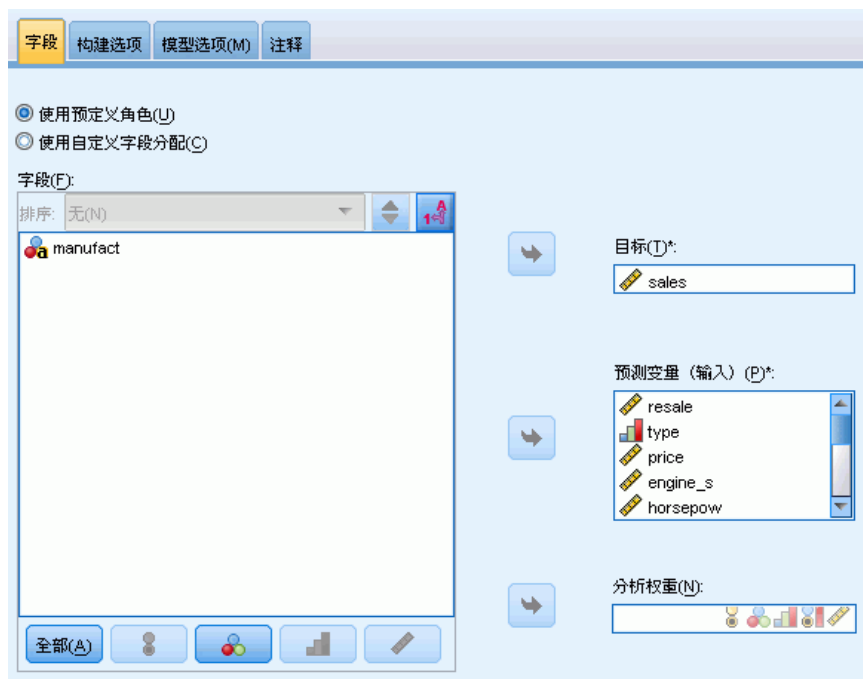 字段 构建选项 模型选项(M) 注释
使用预定义角色(U)
使用自定义字段分配(C)
字段(F):
排序: 无(N)
manufact
全部(A)
目标(T)*:
sales
预测变量（输入）(P)*:
resale
type
price
engine_s
horsepow
分析权重(N):